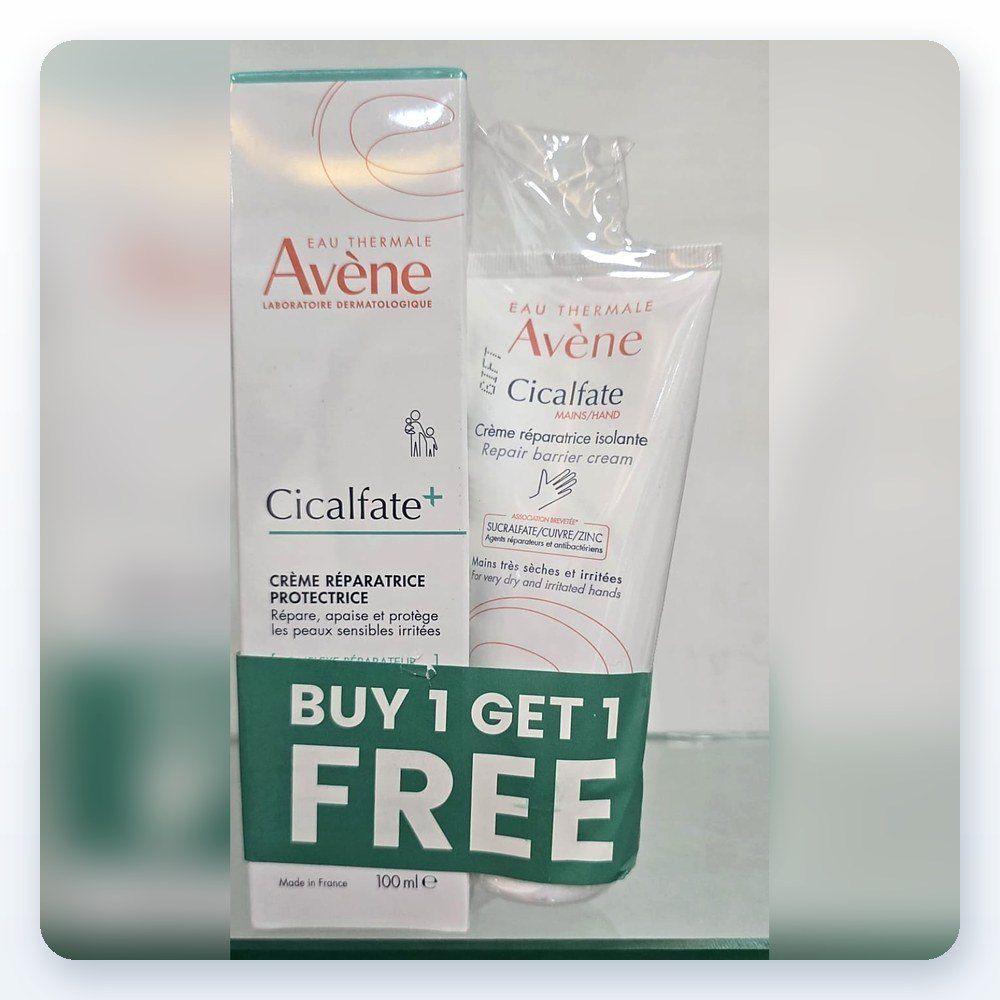 EAU THERMALE
Avène
LABORATOIRE DERMATOLOGIQUE
Cicalfate+
CRÈME RÉPARATRICE
PROTECTRICE
Répare, apaise et protège
les peaux sensibles irritées
EAU THERMALE
Avène
Cicalfate
MAINS/HAND
Crème réparatrice isolante
Repair barrier cream
ASSOCIATION BREVETÉE*
SUCRALFATE/CUIVRE/ZINC
Agents réparateurs et antibactériens
Mains très sèches et irritées
For very dry and irritated hands
BUY 1 GET 1
FREE
Made in France 100 ml e